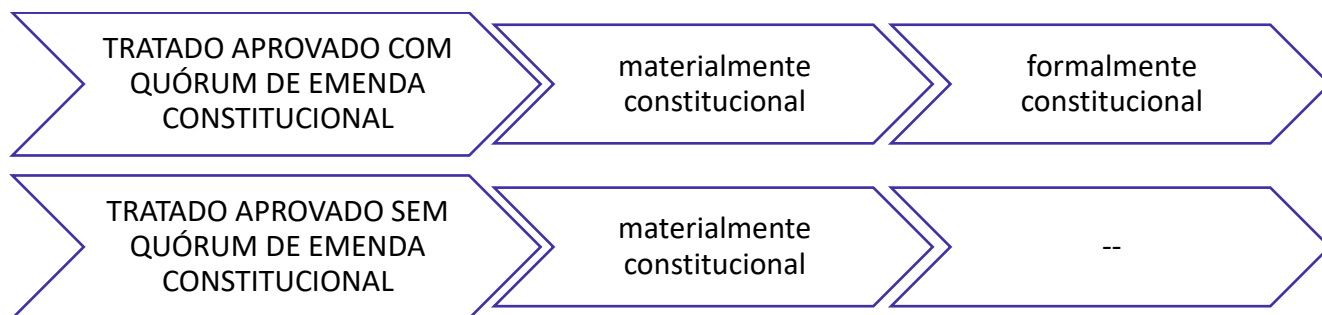 TRATADO APROVADO COM
QUÓRUM DE EMENDA
CONSTITUCIONAL
materialmente
constitucional
formalmente
constitucional
TRATADO APROVADO SEM
QUÓRUM DE EMENDA
CONSTITUCIONAL
materialmente
constitucional
--